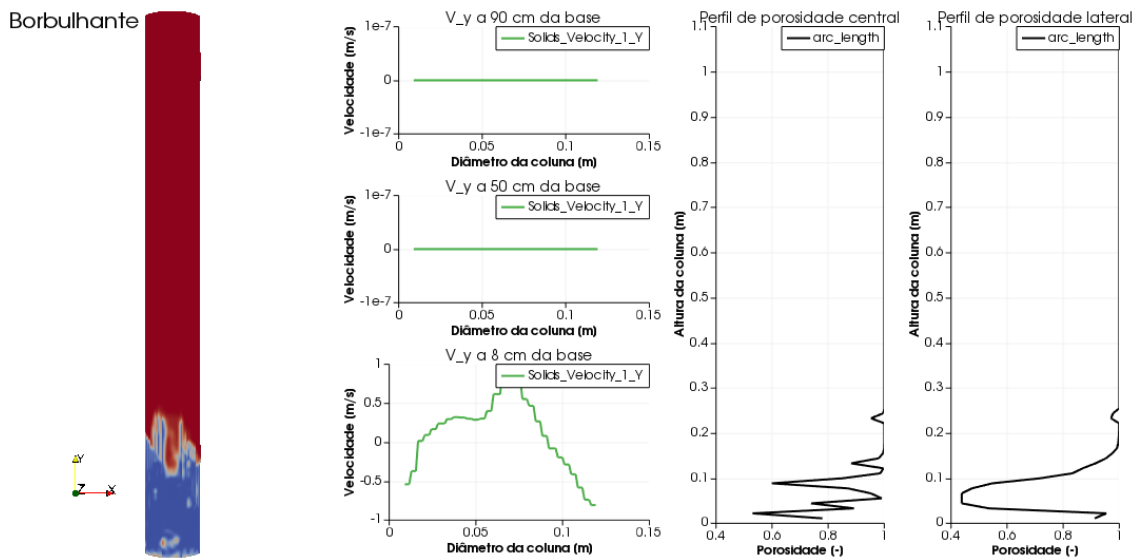 Borbulhante
Y
Z
X
V_y a 90 cm da base
Solids_Velocity_1_Y
1e-7
0
-1e-7
Velocidade (m/s)
0
0.05
0.1
0.15
Diâmetro da coluna (m)
V_y a 50 cm da base
Solids_Velocity_1_Y
1e-7
0
-1e-7
Velocidade (m/s)
0
0.05
0.1
0.15
Diâmetro da coluna (m)
V_y a 8 cm da base
Solids_Velocity_1_Y
1
0.5
0
-0.5
-1
Velocidade (m/s)
0
0.05
0.1
0.15
Diâmetro da coluna (m)
Perfil de porosidade central
arc_length
1.1
1
0.9
0.8
0.7
0.6
0.5
0.4
0.3
0.2
0.1
0
Altura da coluna (m)
0.4
0.6
0.8
1
Porosidade (-)
Perfil de porosidade lateral
arc_length
1.1
1
0.9
0.8
0.7
0.6
0.5
0.4
0.3
0.2
0.1
0
Altura da coluna (m)
0.4
0.6
0.8
1
Porosidade (-)